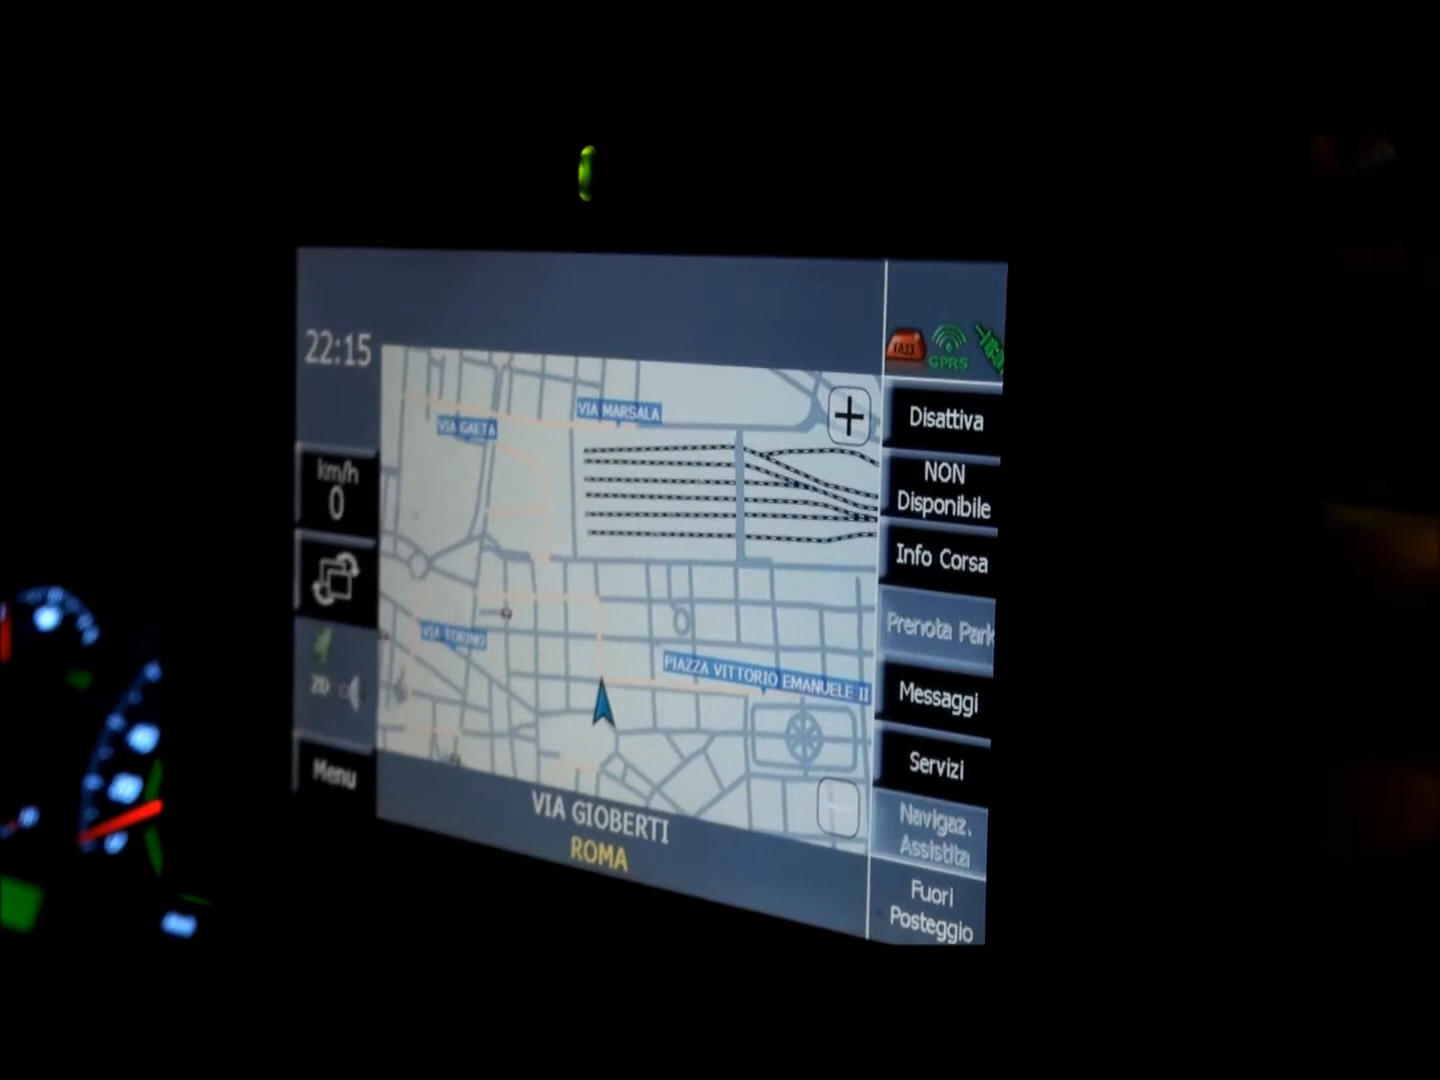 22:15
TAXI
GPRS
Disattiva
VIA MARSALA
VIA GAETA
km/h
0
NON
Disponibile
Info Corsa
Prenota Park
VIA TORINO
PIAZZA VITTORIO EMANUELE II
2D
Messaggi
Menu
Servizi
VIA GIOBERTI
ROMA
Navigaz.
Assistita
Fuori
Posteggio